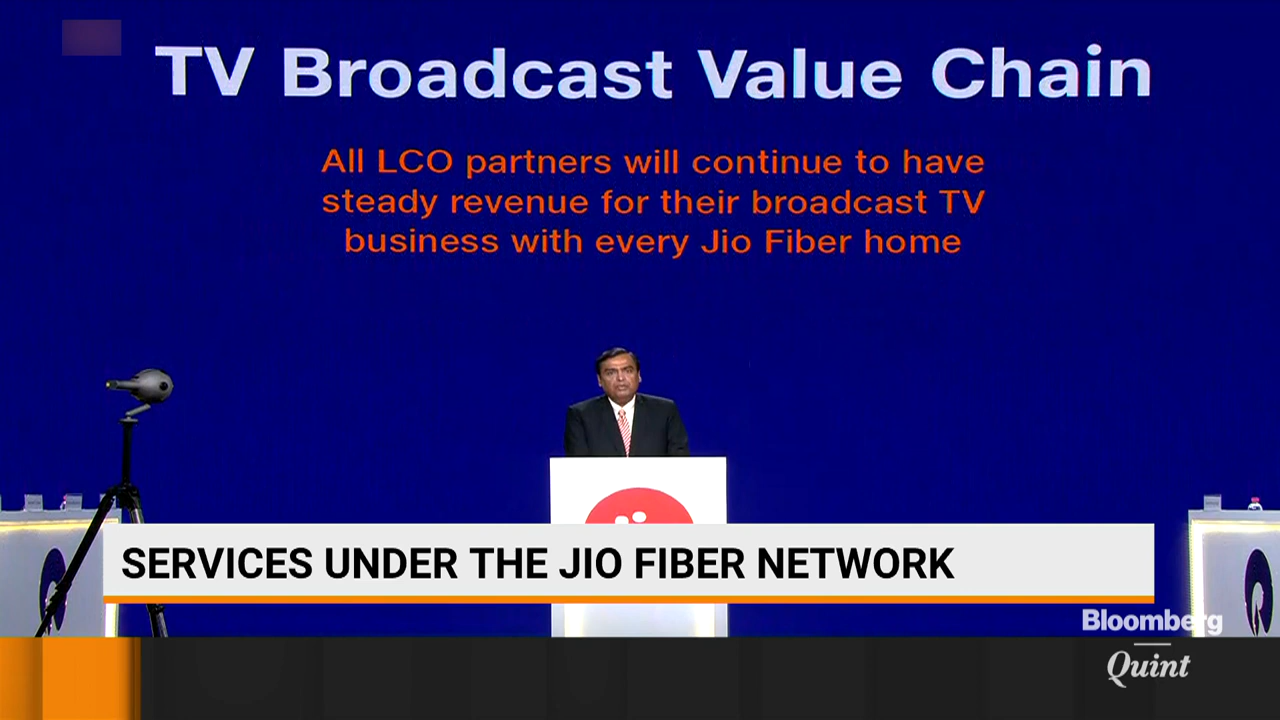 TV Broadcast Value Chain
All LCO partners will continue to have
steady revenue for their broadcast TV
business with every Jio Fiber home
SERVICES UNDER THE JIO FIBER NETWORK
Bloomberg
Quint